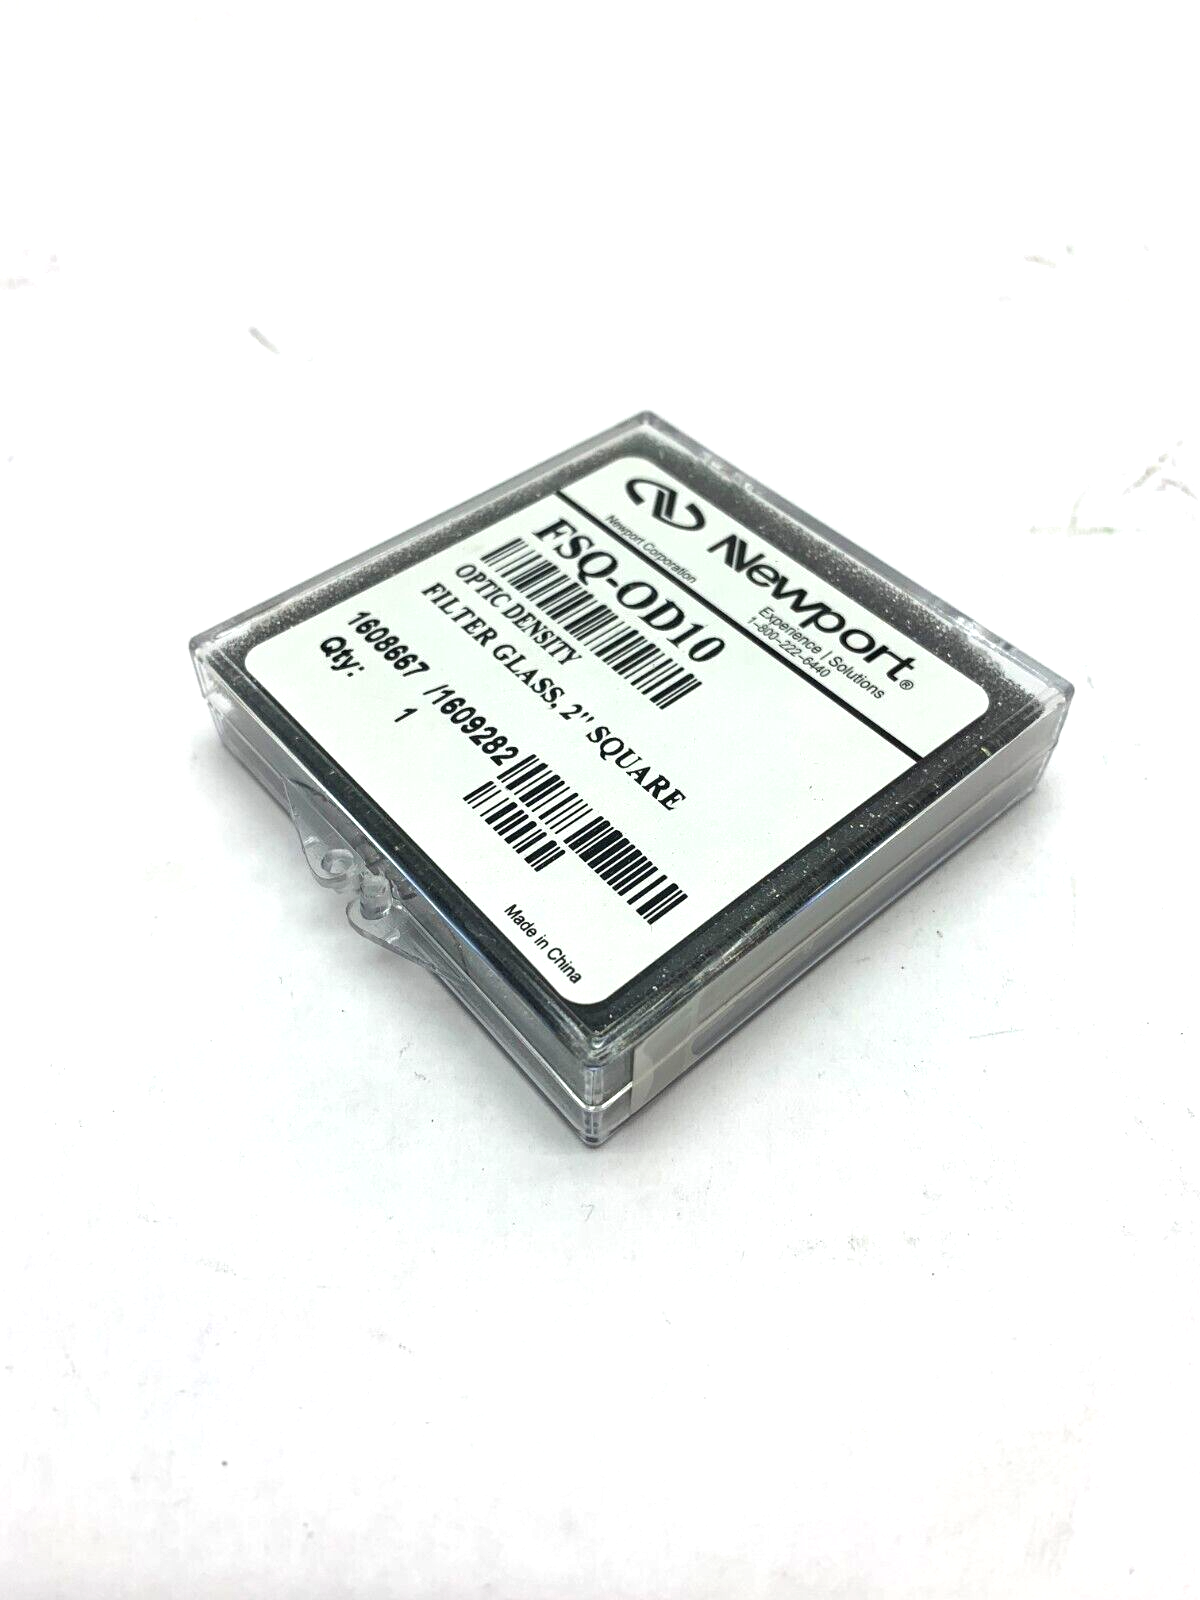 Newport®
Newport Corporation
Experience | Solutions
1-800-222-6440
FSQ-OD10
OPTIC DENSITY
FILTER GLASS, 2" SQUARE
1608667 /1609282
Qty: 1
Made in China